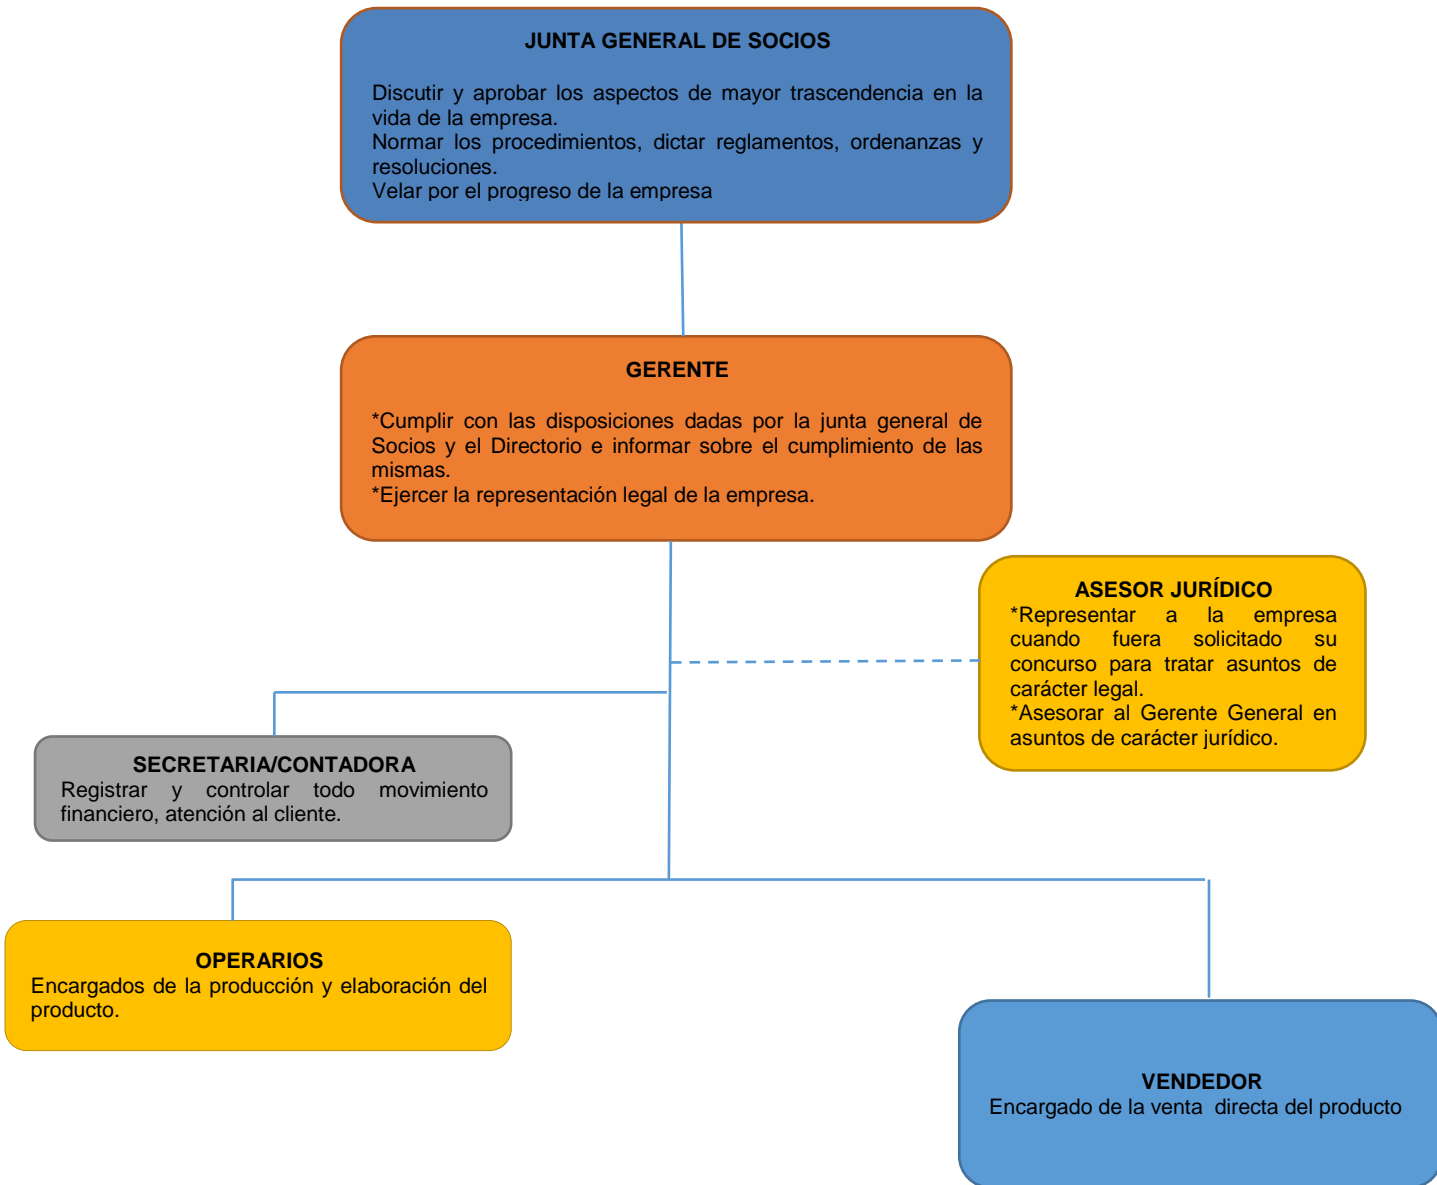 JUNTA GENERAL DE SOCIOS
Discutir y aprobar los aspectos de mayor trascendencia en la
vida de la empresa.
Normar los procedimientos, dictar reglamentos, ordenanzas y
resoluciones.
Velar por el progreso de la empresa
GERENTE
*Cumplir con las disposiciones dadas por la junta general de
Socios y el Directorio e informar sobre el cumplimiento de las
mismas.
*Ejercer la representación legal de la empresa.
ASESOR JURÍDICO
*Representar a la empresa
cuando fuera solicitado su
concurso para tratar asuntos de
carácter legal.
*Asesorar al Gerente General en
asuntos de carácter jurídico.
SECRETARIA/CONTADORA
Registrar y controlar todo movimiento
financiero, atención al cliente.
OPERARIOS
Encargados de la producción y elaboración del
producto.
VENDEDOR
Encargado de la venta  directa del producto